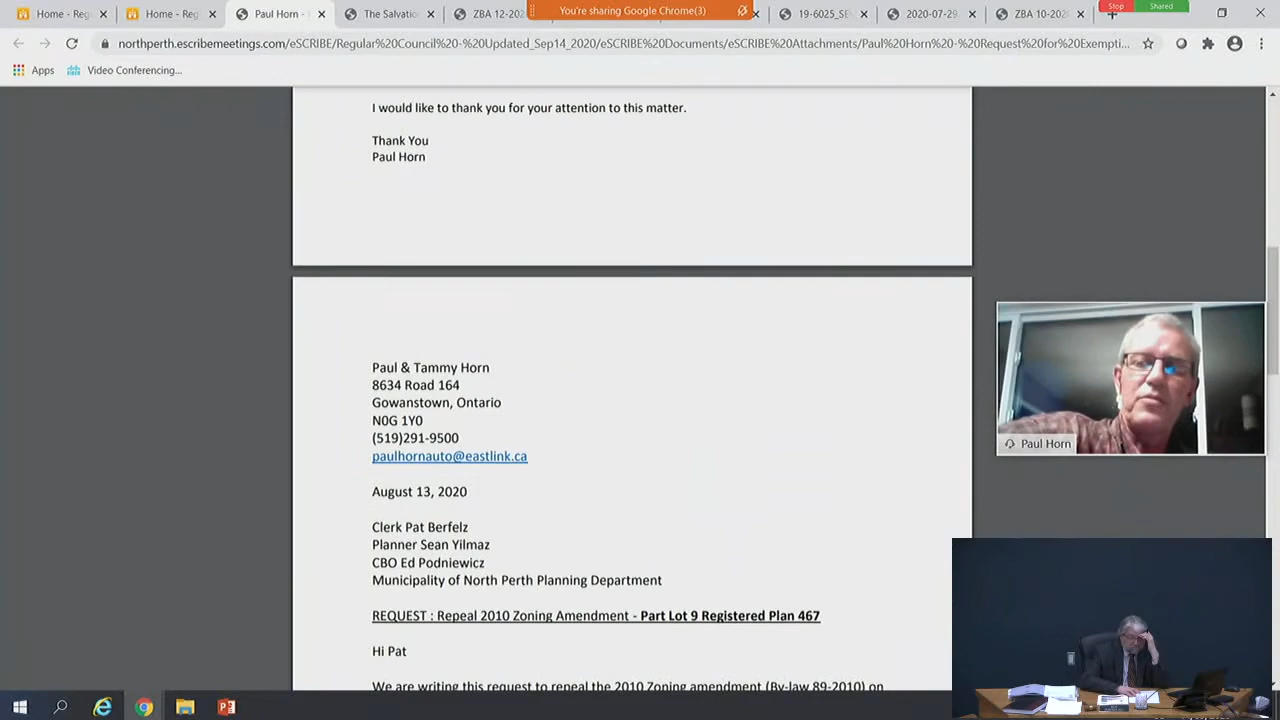 Home - Reg
Home - Reg
Paul Horn -
The Salvation
ZBA 12-202
You're sharing Google Chrome(3)
19-6025_SE
2020-07-29
ZBA 10-2020
Stop
Shared
northperth.escribemeetings.com/eSCRIBE/Regular%20Council%20-%20Updated_Sep14_2020/eSCRIBE%20Documents/eSCRIBE%20Attachments/Paul%20Horn%20-%20Request%20for%20Exempti...
Apps
Video Conferencing...
I would like to thank you for your attention to this matter.
Thank You
Paul Horn
Paul & Tammy Horn
8634 Road 164
Gowanstown, Ontario
N0G 1Y0
(519)291-9500
paulhornauto@eastlink.ca
August 13, 2020
Clerk Pat Berfelz
Planner Sean Yilmaz
CBO Ed Podniewicz
Municipality of North Perth Planning Department
REQUEST : Repeal 2010 Zoning Amendment - Part Lot 9 Registered Plan 467
Hi Pat
We are writing this request to repeal the 2010 Zoning amendment (By-law 89-2010) on
Paul Horn